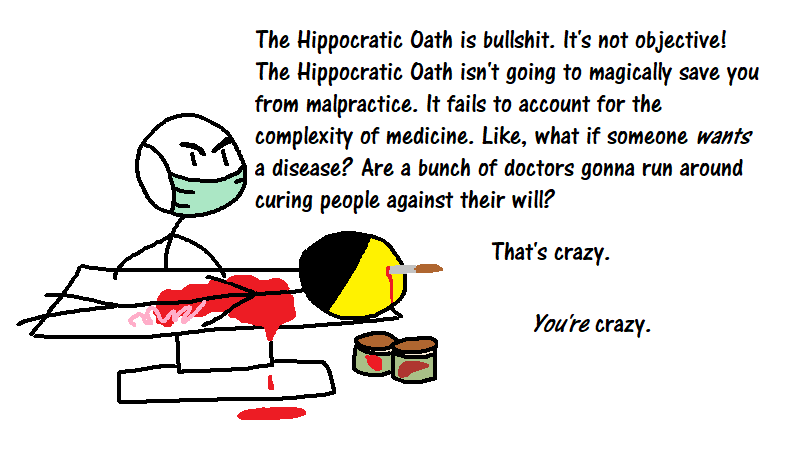 The Hippocratic Oath is bullshit. It's not objective!
The Hippocratic Oath isn't going to magically save you
from malpractice. It fails to account for the
complexity of medicine. Like, what if someone wants
a disease? Are a bunch of doctors gonna run around
curing people against their will?
That's crazy.
You're crazy.